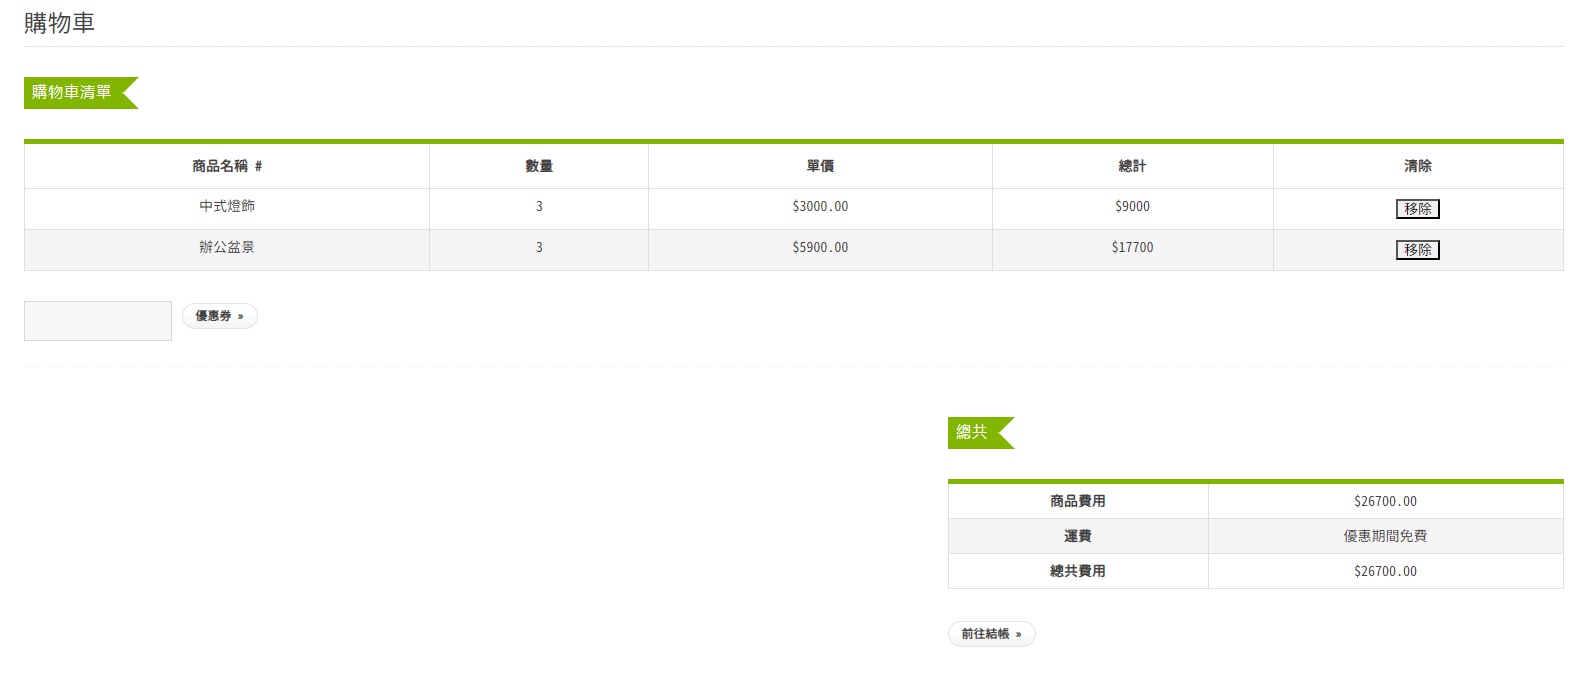 購物車
購物車清單
商品名稱 # 數量 單價 總計 清除
中式燈飾 3 $3000.00 $9000 移除
辦公盆景 3 $5900.00 $17700 移除
優惠券 »
總共
商品費用 $26700.00
運費 優惠期間免費
總共費用 $26700.00
前往結帳 »